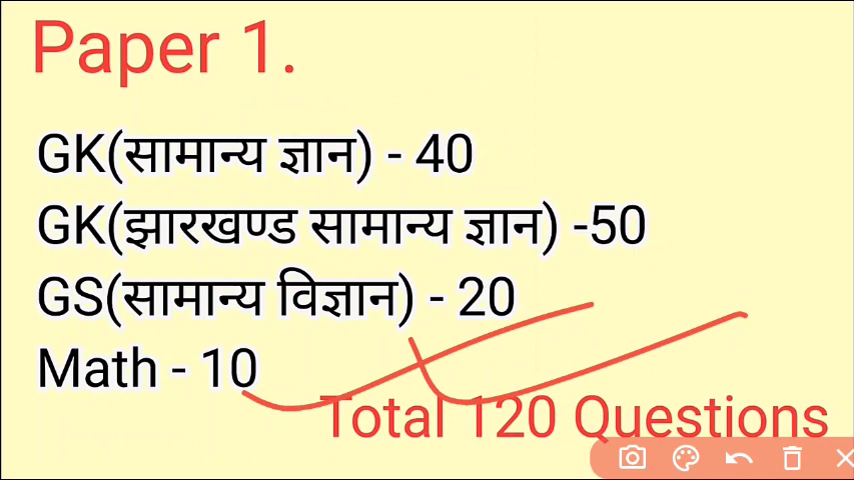 Paper 1.
GK(सामान्य ज्ञान) - 40
GK(झारखण्ड सामान्य ज्ञान) -50
GS(सामान्य विज्ञान) - 20
Math - 10
Total 120 Questions